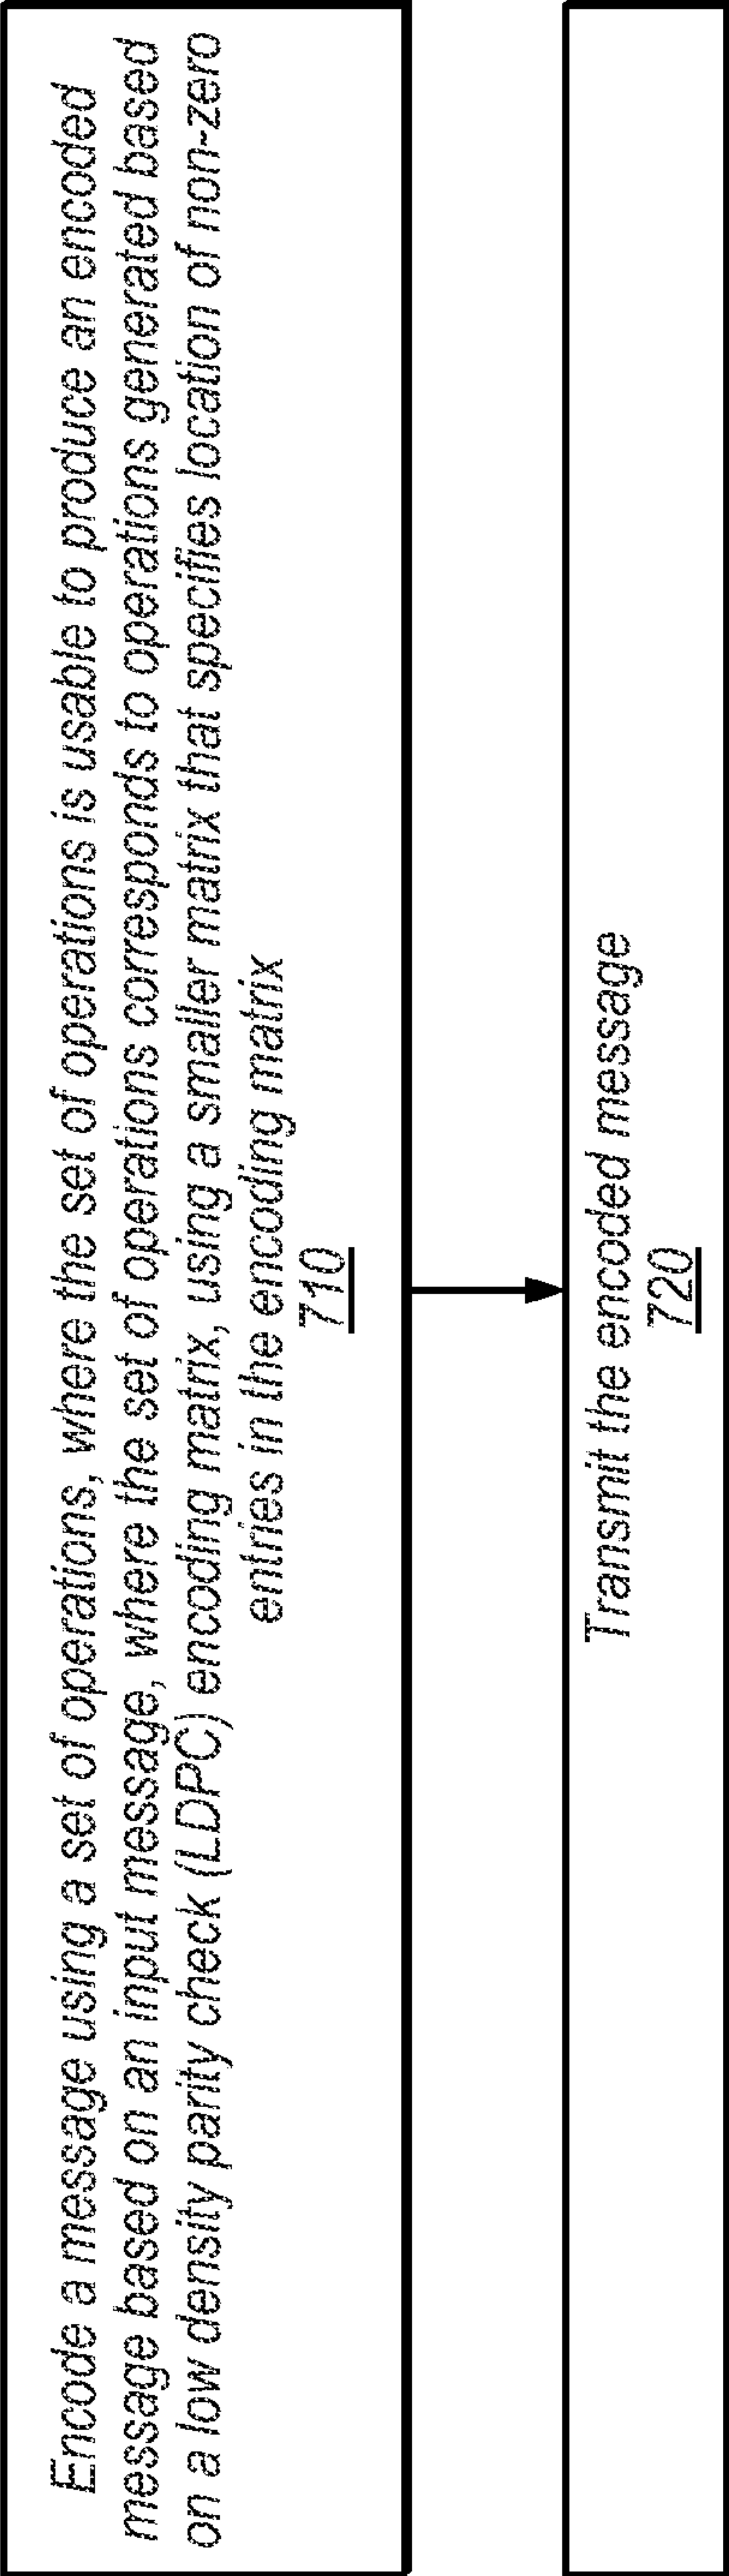 Encode a message using a set of operations, where the set of operations is usable to produce an encoded
message based on an input message, where the set of operations corresponds to operations generated based
on a low density parity check (LDPC) encoding matrix, using a smaller matrix that specifies location of non-zero
entries in the encoding matrix
710
Transmit the encoded message
720